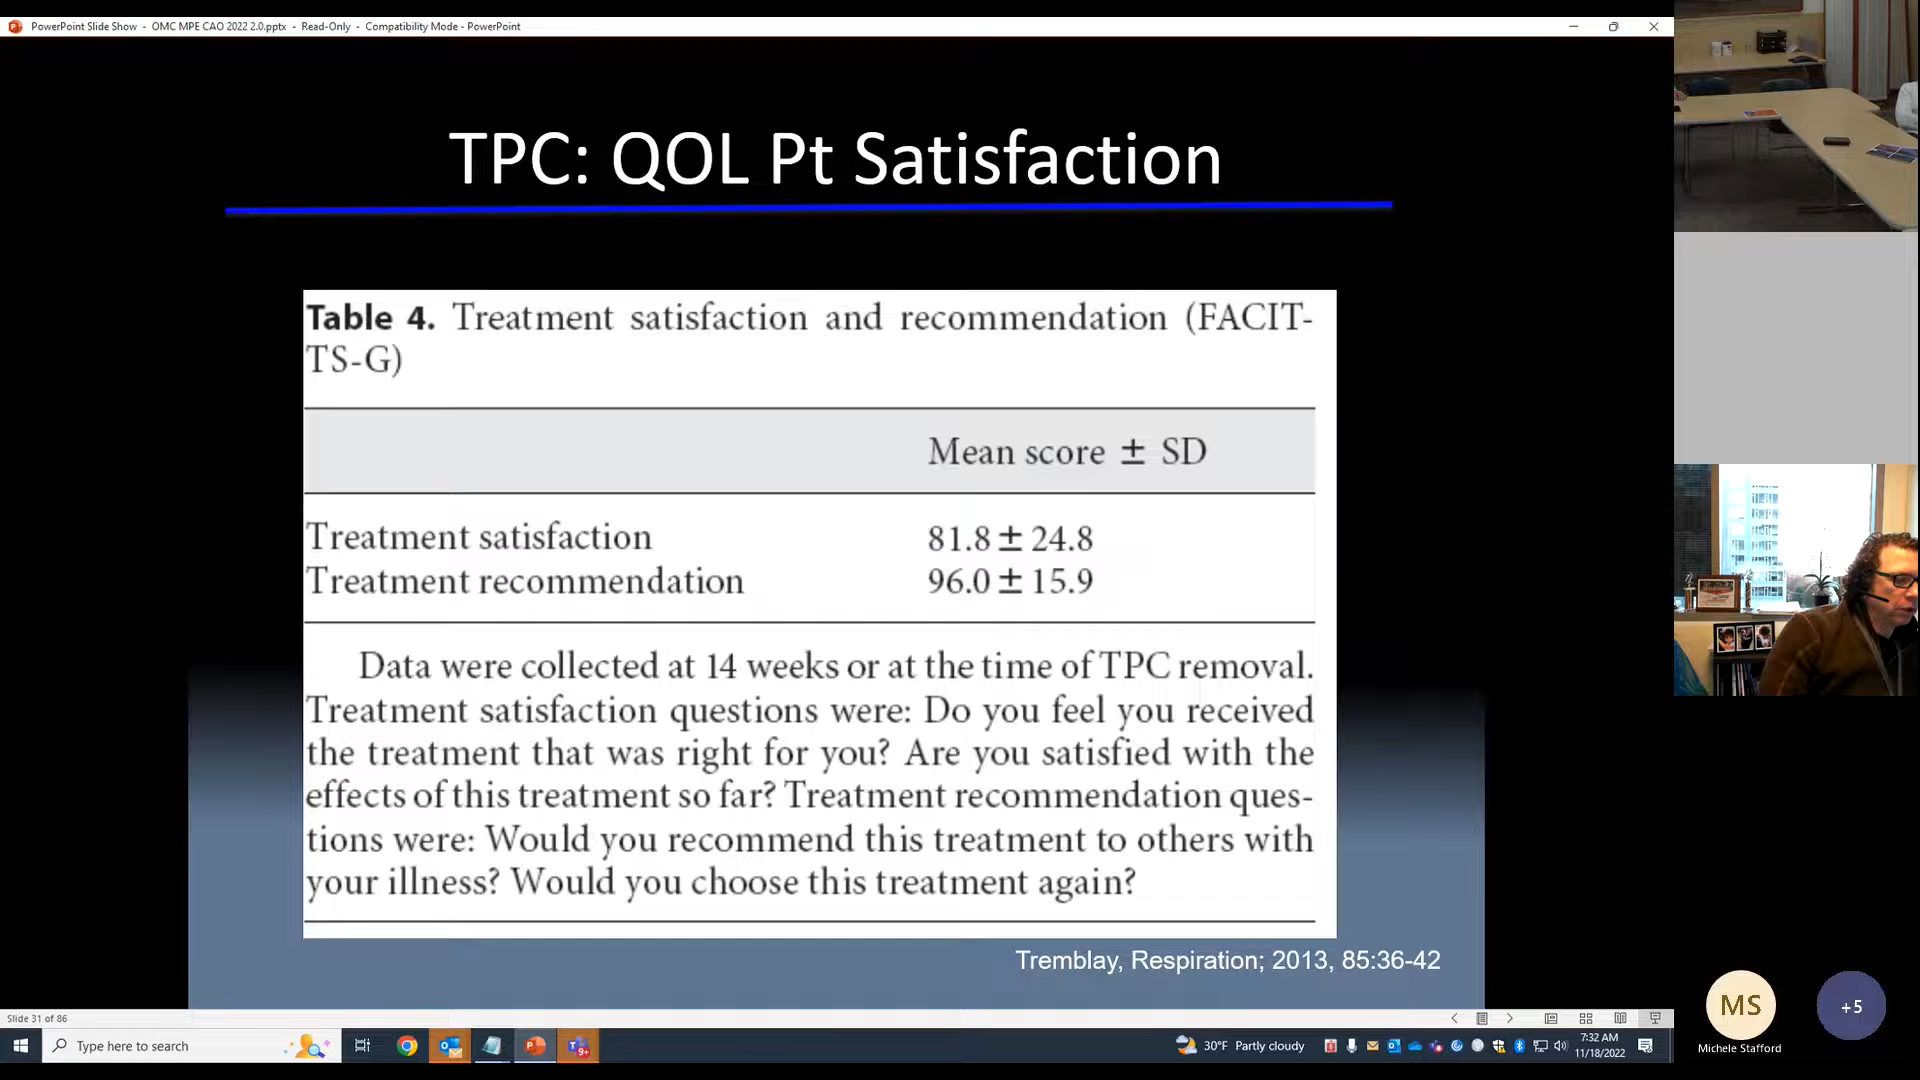 PowerPoint Slide Show - OMC MPE CAO 2022 2.0.pptx - Read-Only - Compatibility Mode - PowerPoint
TPC: QOL Pt Satisfaction
Table 4. Treatment satisfaction and recommendation (FACIT-
TS-G)
Mean score ± SD
Treatment satisfaction 81.8 ± 24.8
Treatment recommendation 96.0 ± 15.9
Data were collected at 14 weeks or at the time of TPC removal.
Treatment satisfaction questions were: Do you feel you received
the treatment that was right for you? Are you satisfied with the
effects of this treatment so far? Treatment recommendation ques-
tions were: Would you recommend this treatment to others with
your illness? Would you choose this treatment again?
Tremblay, Respiration; 2013, 85:36-42
MS
+5
Michele Stafford
Slide 31 of 86
Type here to search
9+
30°F Partly cloudy
7:32 AM
11/18/2022